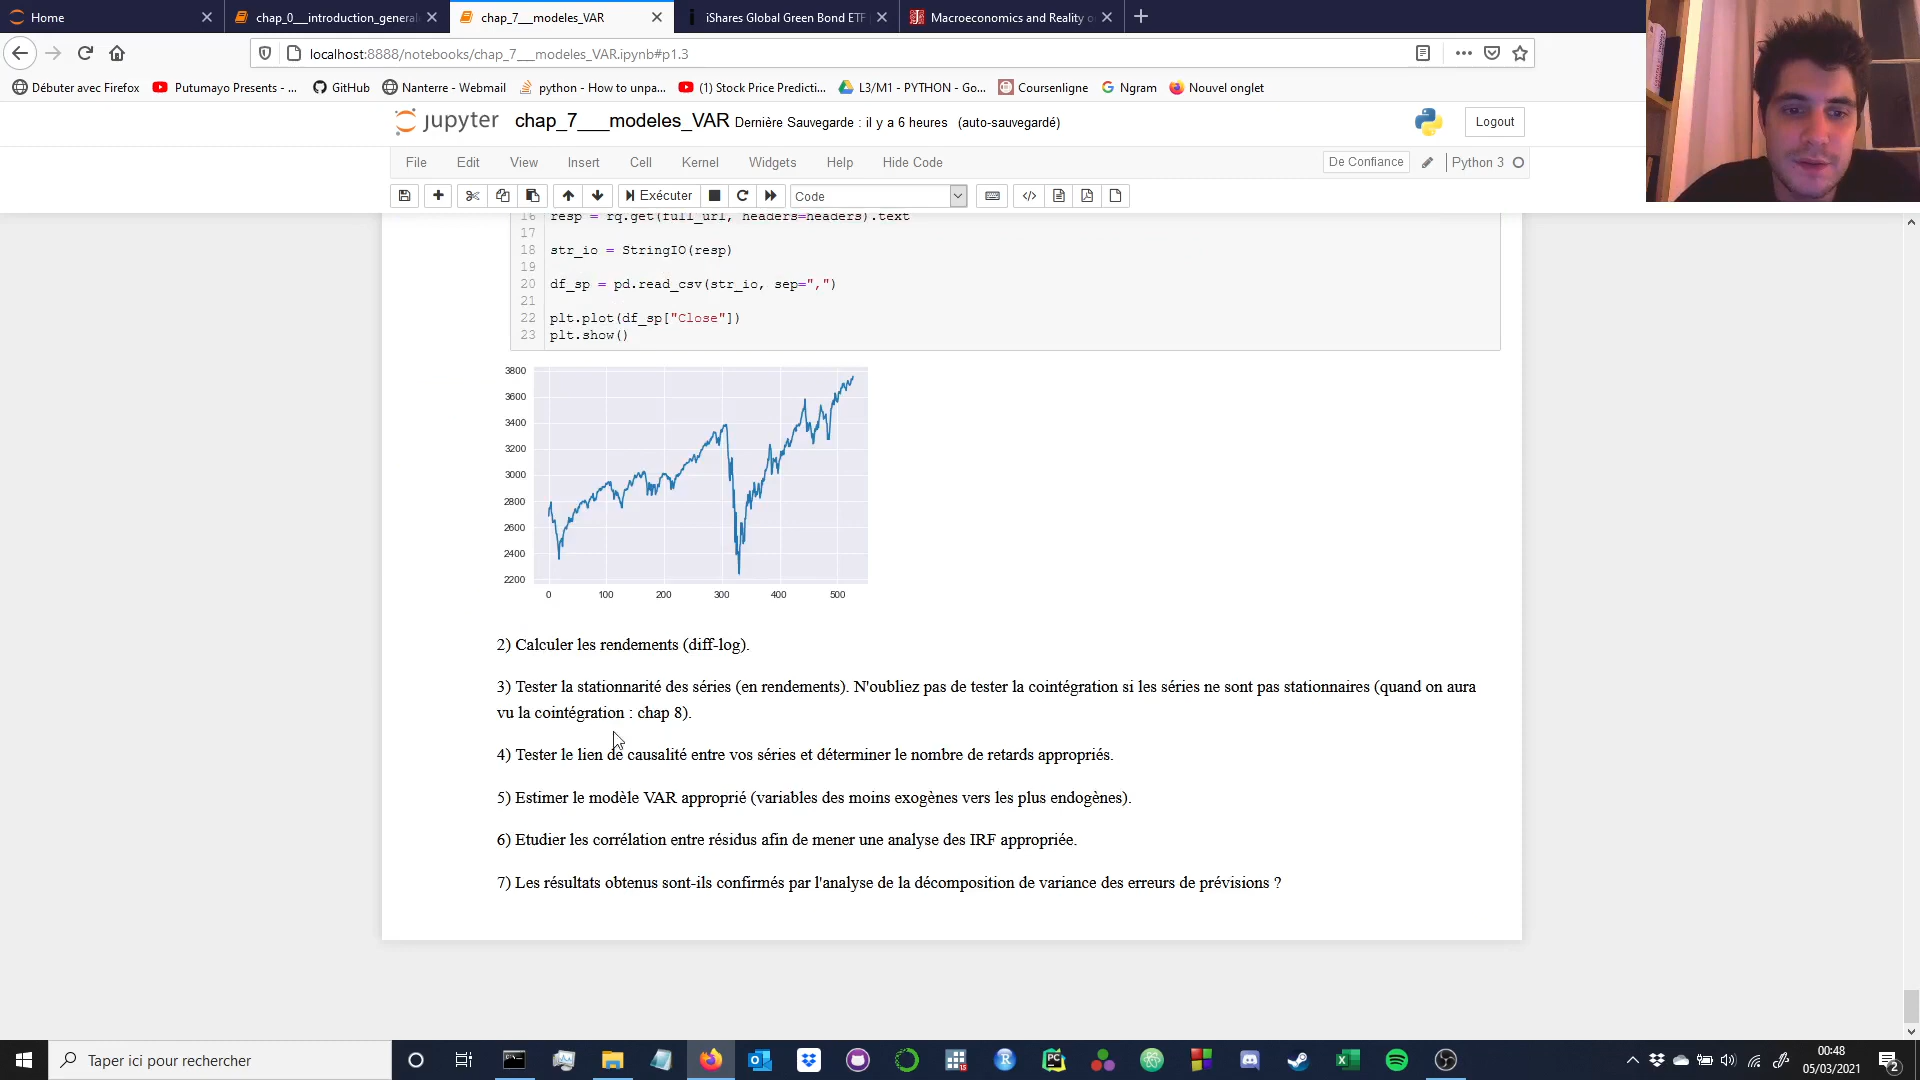 Home
chap_0__introduction_general
chap_7__modeles_VAR
iShares Global Green Bond ETF
Macroeconomics and Reality o
localhost:8888/notebooks/chap_7__modeles_VAR.ipynb#p1.3
Débuter avec Firefox
Putumayo Presents - ...
GitHub
Nanterre - Webmail
python - How to unpa...
(1) Stock Price Predicti...
L3/M1 - PYTHON - Go...
Coursenligne
Ngram
Nouvel onglet
jupyter chap_7___modeles_VAR Dernière Sauvegarde : il y a 6 heures (auto-sauvegardé)
Logout
File Edit View Insert Cell Kernel Widgets Help Hide Code
De Confiance
Python 3
Exécuter
Code
16 resp = rq.get(full_url, headers=headers).text
17
18 str_io = StringIO(resp)
19
20 df_sp = pd.read_csv(str_io, sep=",")
21
22 plt.plot(df_sp["Close"])
23 plt.show()
3800
3600
3400
3200
3000
2800
2600
2400
2200
0 100 200 300 400 500
2) Calculer les rendements (diff-log).
3) Tester la stationnarité des séries (en rendements). N'oubliez pas de tester la cointégration si les séries ne sont pas stationnaires (quand on aura
vu la cointégration : chap 8).
4) Tester le lien de causalité entre vos séries et déterminer le nombre de retards appropriés.
5) Estimer le modèle VAR approprié (variables des moins exogènes vers les plus endogènes).
6) Etudier les corrélation entre résidus afin de mener une analyse des IRF appropriée.
7) Les résultats obtenus sont-ils confirmés par l'analyse de la décomposition de variance des erreurs de prévisions ?
Taper ici pour rechercher
00:48
05/03/2021
2